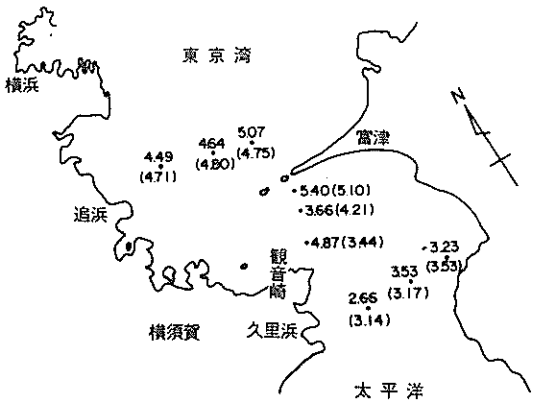 東京湾
横浜
N
富津
5.07
(4.75)
4.64
(4.80)
4.49
(4.71)
5.40(5.10)
3.66(4.21)
追浜
4.87(3.44)
3.23
(3.53)
観音崎
3.53
(3.17)
2.66
(3.14)
横須賀
久里浜
太平洋